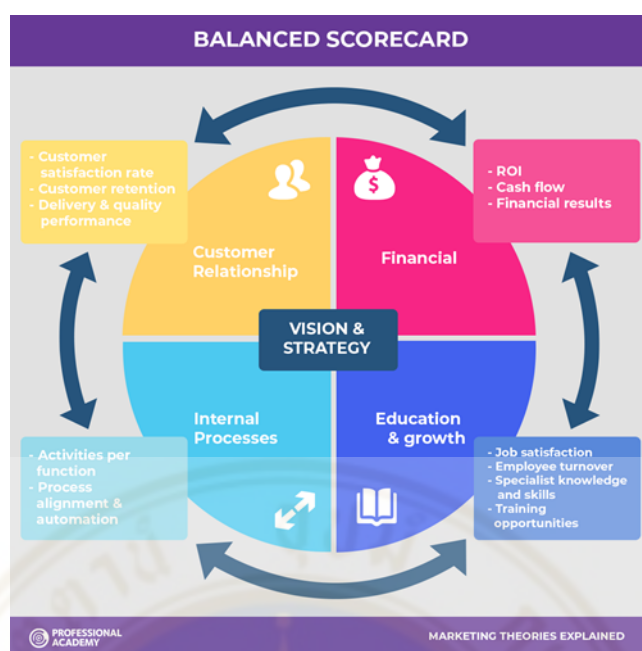 BALANCED SCORECARD
- Customer
satisfaction rate
- Customer retention
- Delivery & quality
performance
- ROI
- Cash flow
- Financial results
Customer
Relationship
Financial
VISION &
STRATEGY
Internal
Processes
Education
& growth
- Activities per
function
- Process
alignment &
automation
- Job satisfaction
- Employee turnover
- Specialist knowledge
and skills
- Training
opportunities
$
PROFESSIONAL
ACADEMY
MARKETING THEORIES EXPLAINED